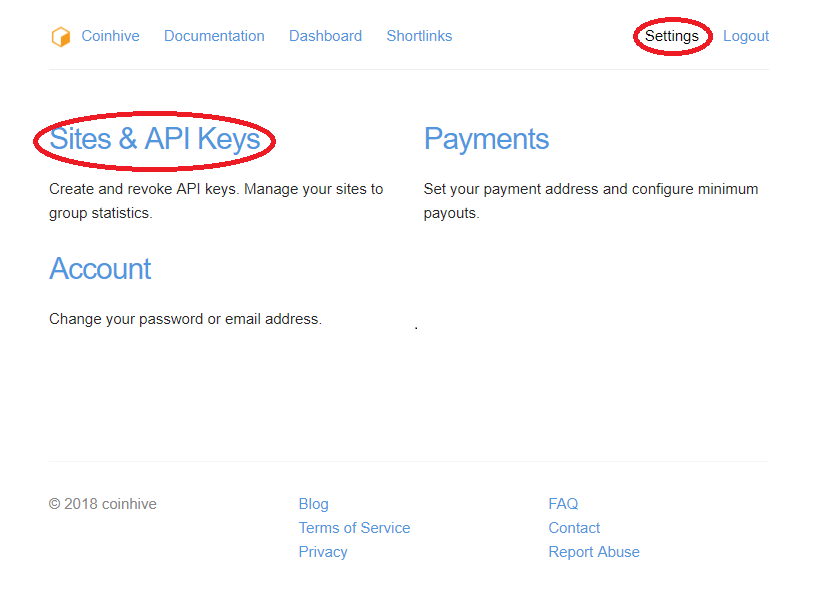 Coinhive Documentation Dashboard Shortlinks Settings Logout
Sites & API Keys
Create and revoke API keys. Manage your sites to
group statistics.
Payments
Set your payment address and configure minimum
payouts.
Account
Change your password or email address.
.
© 2018 coinhive
Blog
Terms of Service
Privacy
FAQ
Contact
Report Abuse